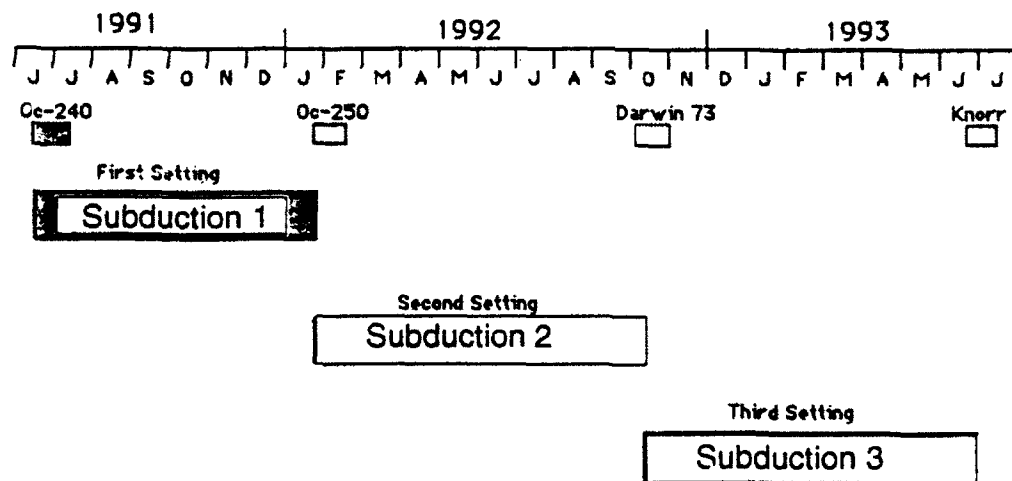 1991 1992 1993
J J A S O N D J F M A M J J A S O N D J F M A M J J
Oc-240 Oc-250 Darwin 73 Knorr
First Setting
Subduction 1
Second Setting
Subduction 2
Third Setting
Subduction 3